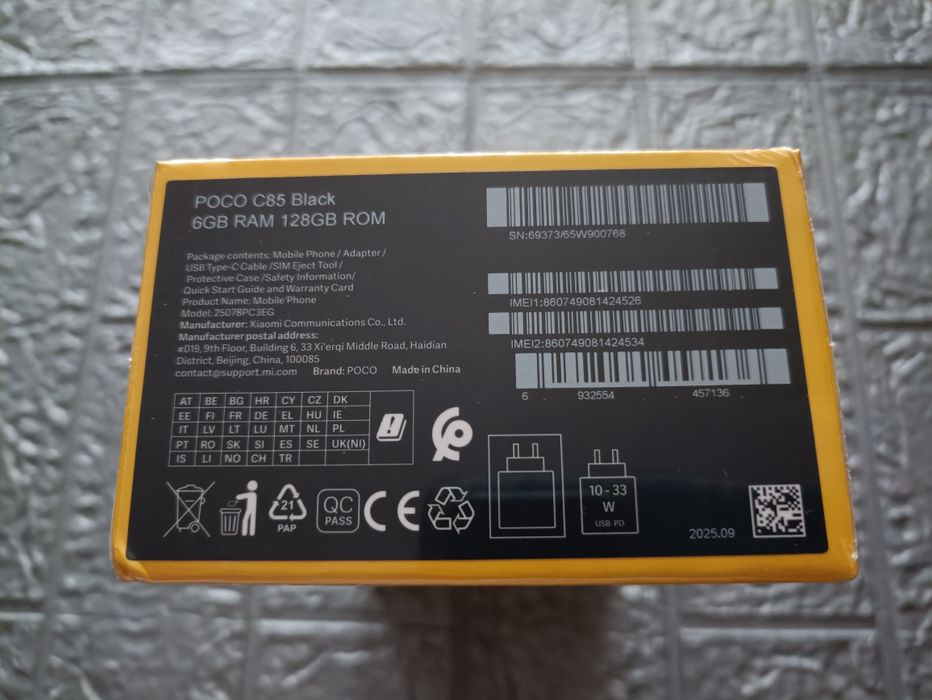 POCO C85 Black
6GB RAM 128GB ROM
Package contents: Mobile Phone / Adapter /
USB Type-C Cable /SIM Eject Tool /
Protective Case /Safety Information/
Quick Start Guide and Warranty Card
Product Name: Mobile Phone
Model: 25078PC3EG
Manufacturer: Xiaomi Communications Co., Ltd.
Manufacturer postal address:
#019, 9th Floor, Building 6, 33 Xi'erqi Middle Road, Haidian
District, Beijing, China, 100085
contact@support.mi.com Brand: POCO Made in China
SN:69373/65W900768
IMEI1:860749081424526
IMEI2:860749081424534
6 932554 457136
AT BE BG HR CY CZ DK
EE FI FR DE EL HU IE
IT LV LT LU MT NL PL
PT RO SK SI ES SE UK(NI)
IS LI NO CH TR
21
PAP
QC
PASS
CE
10 - 33
W
USB PD
2025.09